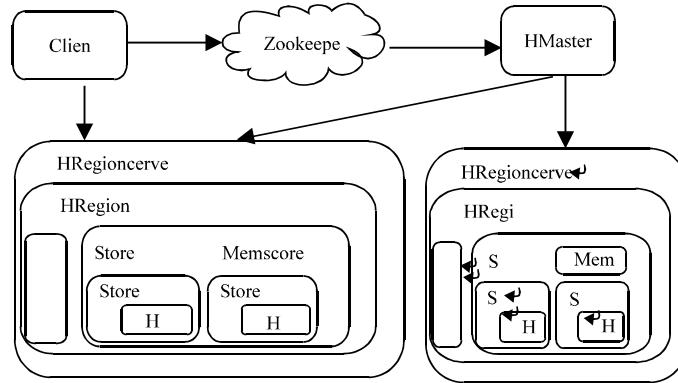 Clien
Zookeepe
HMaster
HRegioncerve
HRegion
Store
Memscore
Store
H
Store
H
HRegioncerve
HRegi
S
Mem
S
H
S
H